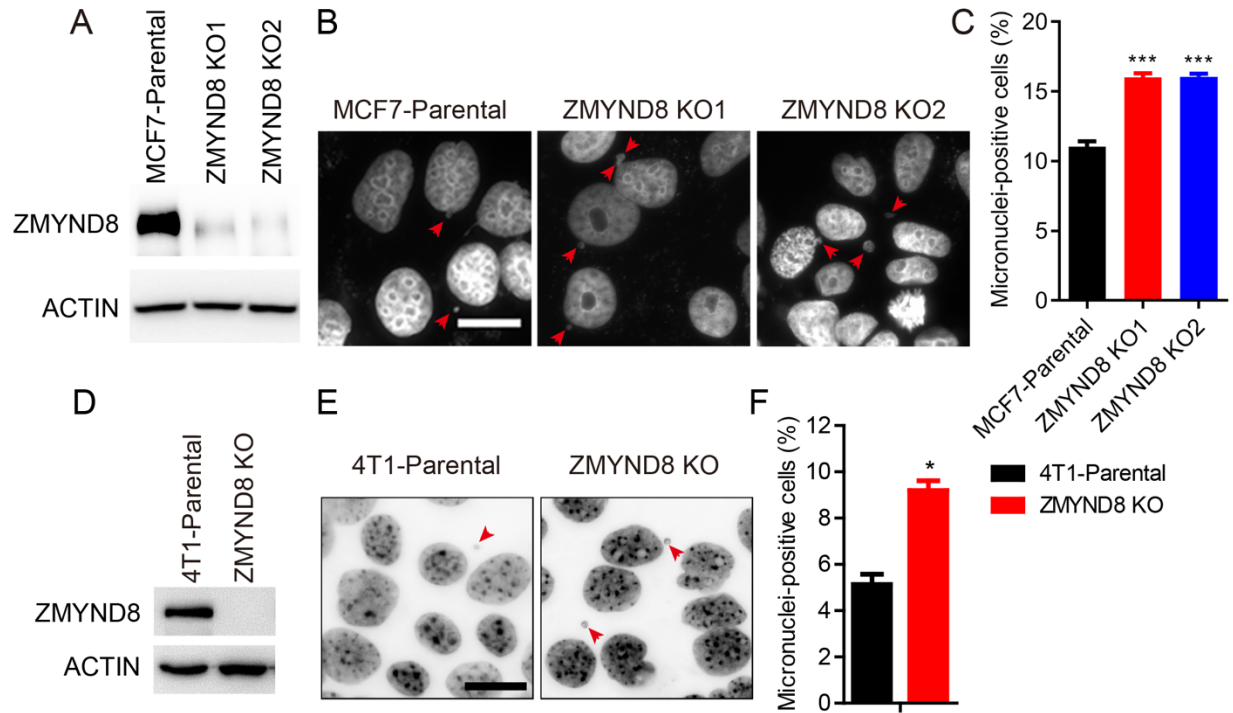 A
MCF7-Parental
ZMYND8 KO1
ZMYND8 KO2
ZMYND8
ACTIN
B
MCF7-Parental
ZMYND8 KO1
ZMYND8 KO2
C
Micronuclei-positive cells (%)
20
15
10
5
0
***
***
MCF7-Parental
ZMYND8 KO1
ZMYND8 KO2
D
4T1-Parental
ZMYND8 KO
ZMYND8
ACTIN
E
4T1-Parental
ZMYND8 KO
F
Micronuclei-positive cells (%)
12
10
8
6
4
2
0
*
4T1-Parental
ZMYND8 KO